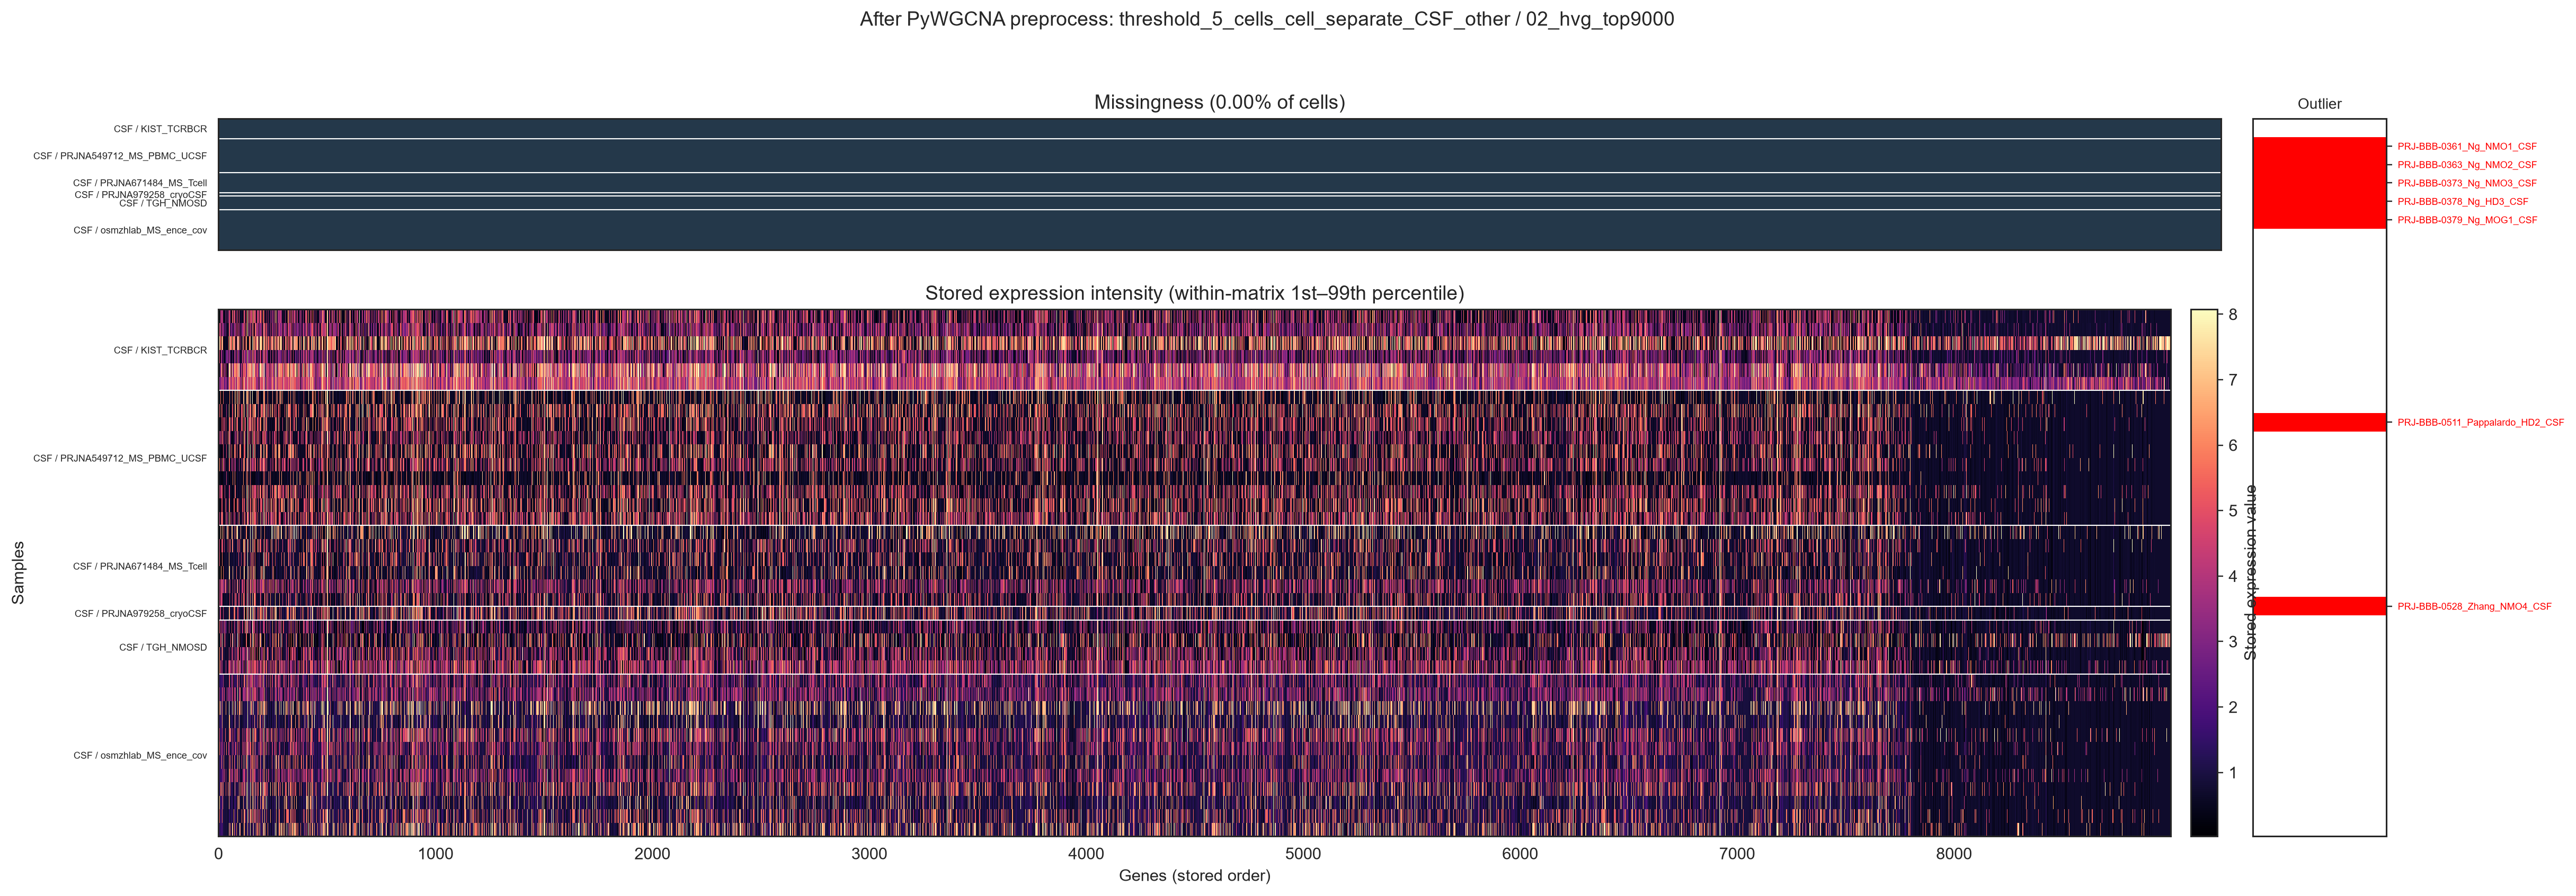 After PyWGCNA preprocess: threshold_5_cells_cell_separate_CSF_other / 02_hvg_top9000
Missingness (0.00% of cells)
Outlier
CSF / KIST_TCRBCR
CSF / PRJNA549712_MS_PBMC_UCSF
CSF / PRJNA671484_MS_Tcell
CSF / PRJNA979258_cryoCSF
CSF / TGH_NMOSD
CSF / osmzhlab_MS_ence_cov
PRJ-BBB-0361_Ng_NMO1_CSF
PRJ-BBB-0363_Ng_NMO2_CSF
PRJ-BBB-0373_Ng_NMO3_CSF
PRJ-BBB-0378_Ng_HD3_CSF
PRJ-BBB-0379_Ng_MOG1_CSF
PRJ-BBB-0511_Pappalardo_HD2_CSF
PRJ-BBB-0528_Zhang_NMO4_CSF
Stored expression intensity (within-matrix 1st–99th percentile)
Samples
CSF / KIST_TCRBCR
CSF / PRJNA549712_MS_PBMC_UCSF
CSF / PRJNA671484_MS_Tcell
CSF / PRJNA979258_cryoCSF
CSF / TGH_NMOSD
CSF / osmzhlab_MS_ence_cov
8
7
6
5
4
3
2
1
Stored expression value
0 1000 2000 3000 4000 5000 6000 7000 8000
Genes (stored order)